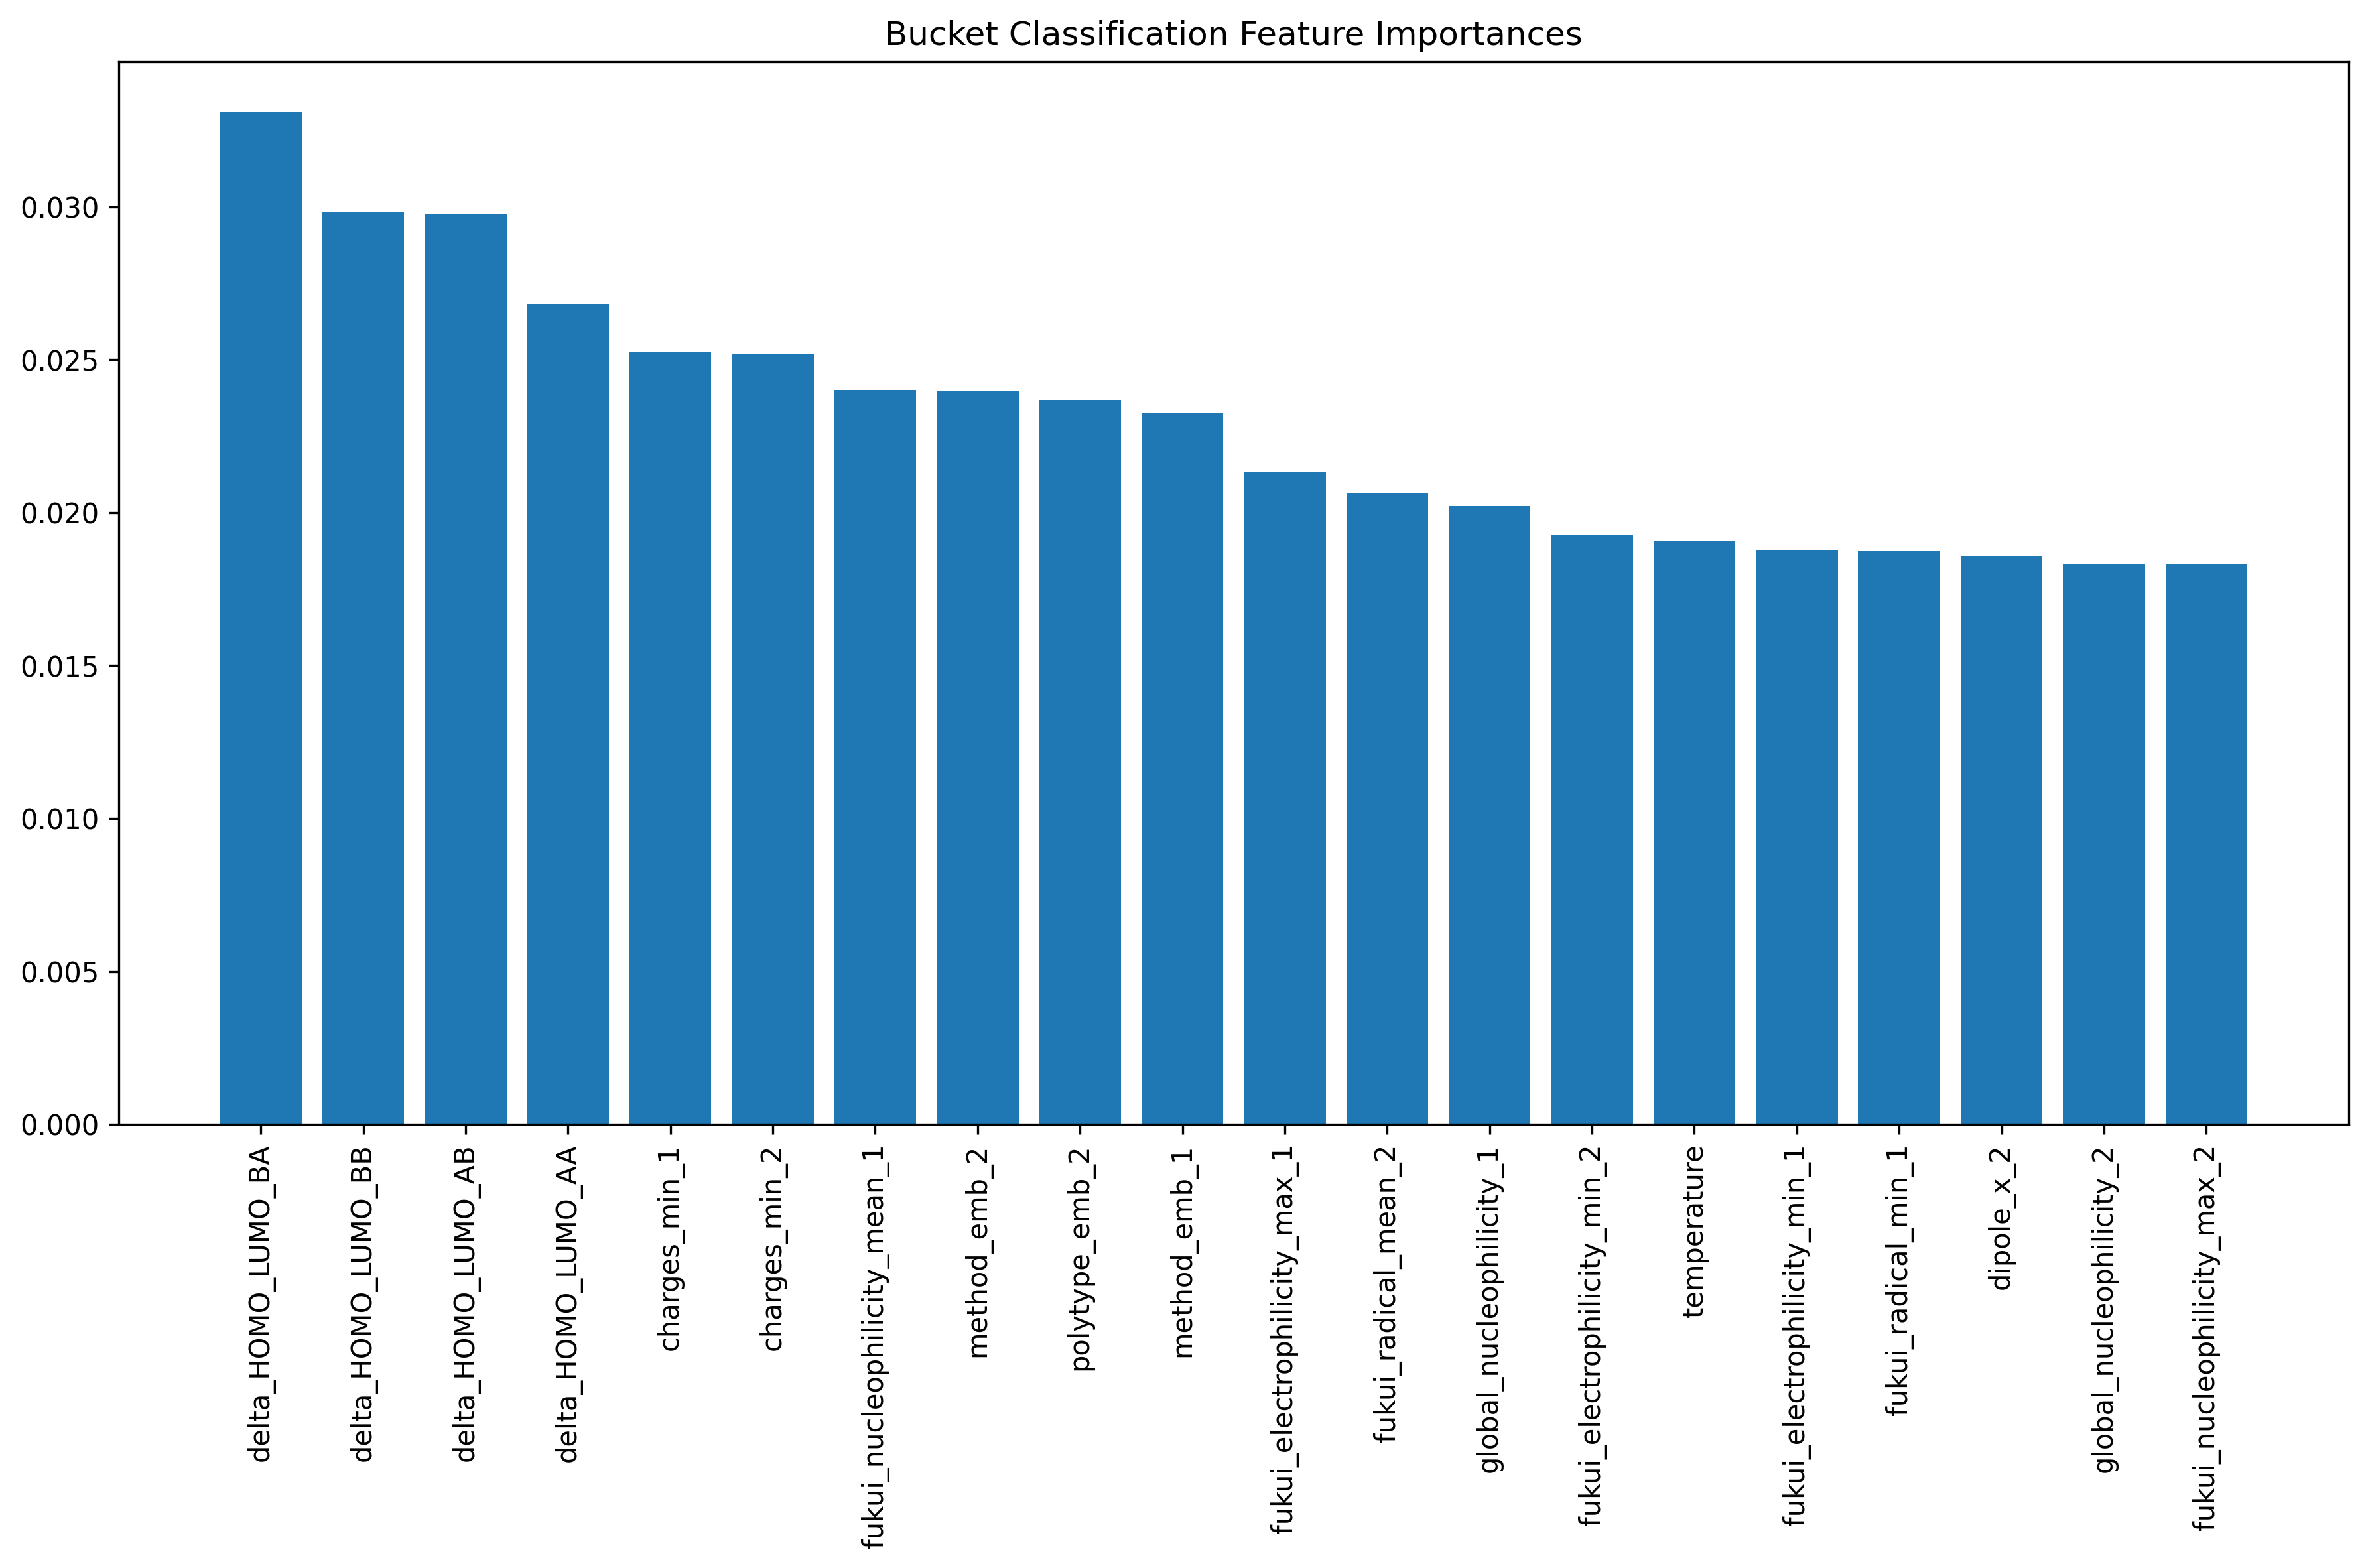 Bucket Classification Feature Importances
0.030
0.025
0.020
0.015
0.010
0.005
0.000
delta_HOMO_LUMO_BA
delta_HOMO_LUMO_BB
delta_HOMO_LUMO_AB
delta_HOMO_LUMO_AA
charges_min_1
charges_min_2
fukui_nucleophilicity_mean_1
method_emb_2
polytype_emb_2
method_emb_1
fukui_electrophilicity_max_1
fukui_radical_mean_2
global_nucleophilicity_1
fukui_electrophilicity_min_2
temperature
fukui_electrophilicity_min_1
fukui_radical_min_1
dipole_x_2
global_nucleophilicity_2
fukui_nucleophilicity_max_2